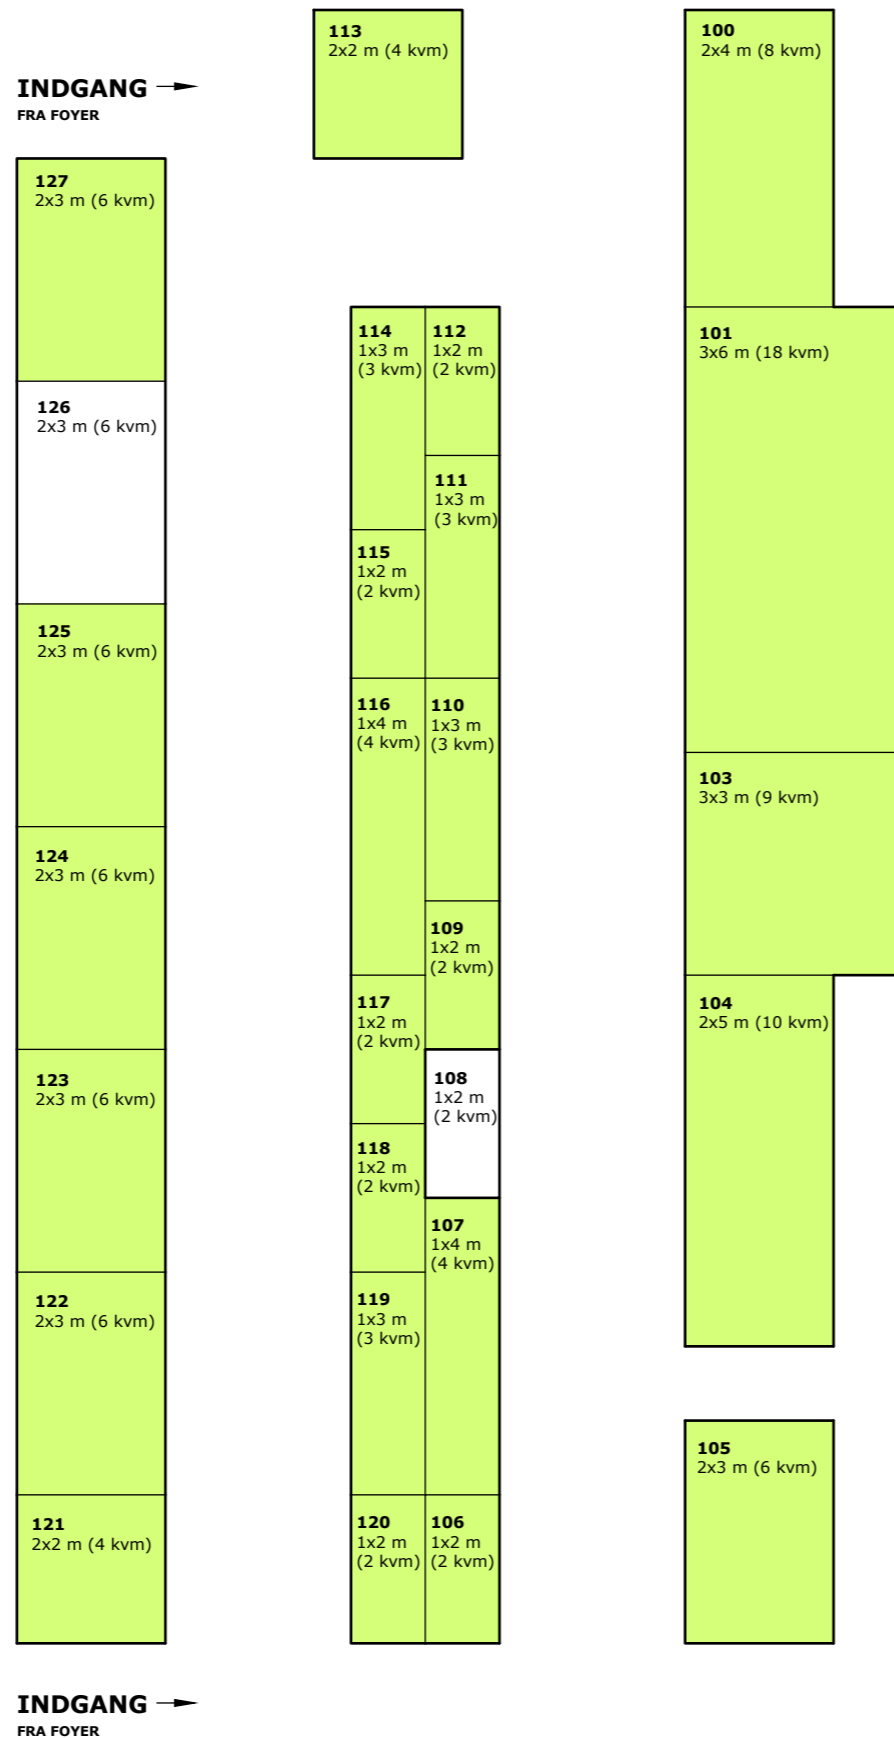 113
2x2 m (4 kvm)
100
2x4 m (8 kvm)
INDGANG
FRA FOYER
127
2x3 m (6 kvm)
126
2x3 m (6 kvm)
125
2x3 m (6 kvm)
124
2x3 m (6 kvm)
123
2x3 m (6 kvm)
122
2x3 m (6 kvm)
121
2x2 m (4 kvm)
114
1x3 m
(3 kvm)
115
1x2 m
(2 kvm)
116
1x4 m
(4 kvm)
117
1x2 m
(2 kvm)
118
1x2 m
(2 kvm)
119
1x3 m
(3 kvm)
120
1x2 m
(2 kvm)
112
1x2 m
(2 kvm)
111
1x3 m
(3 kvm)
110
1x3 m
(3 kvm)
109
1x2 m
(2 kvm)
108
1x2 m
(2 kvm)
107
1x4 m
(4 kvm)
106
1x2 m
(2 kvm)
101
3x6 m (18 kvm)
103
3x3 m (9 kvm)
104
2x5 m (10 kvm)
105
2x3 m (6 kvm)
INDGANG
FRA FOYER